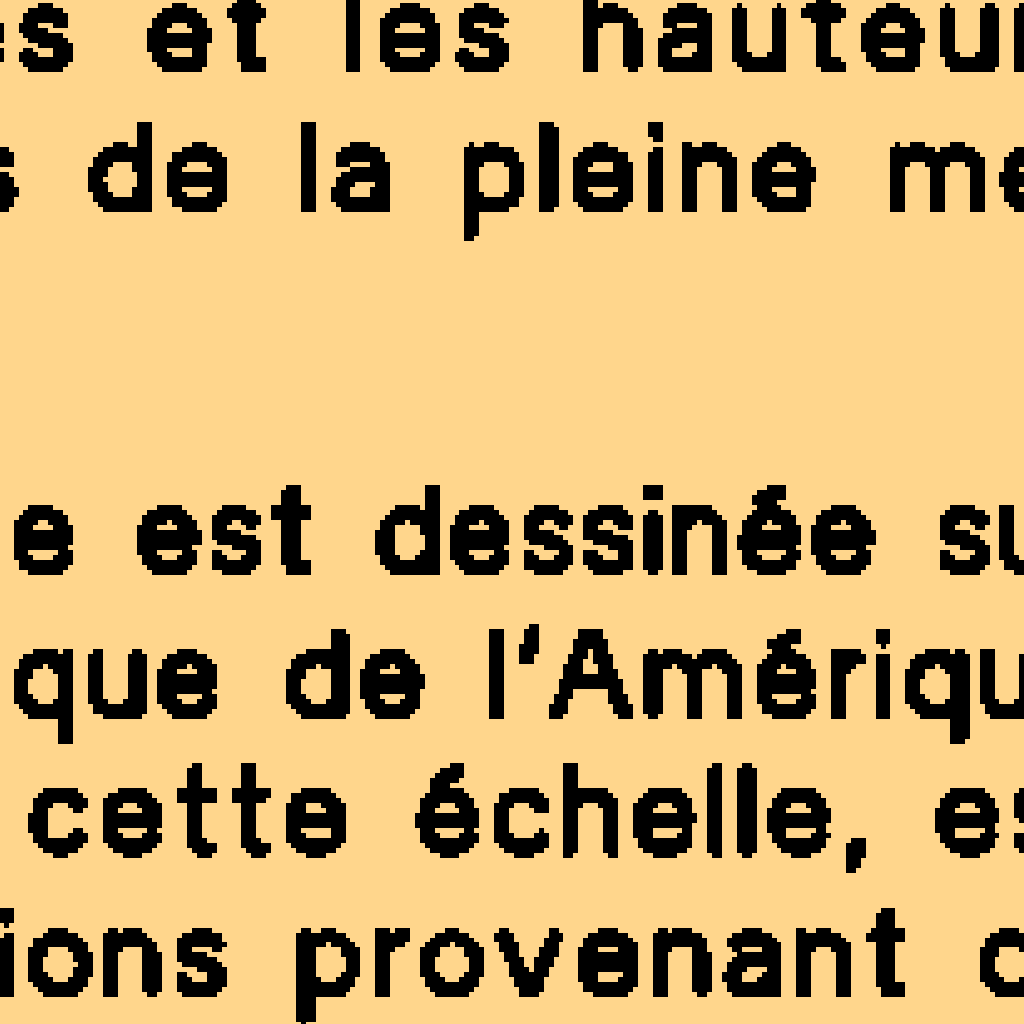 es et les hauteur
s de la pleine me
e est dessinée su
que de l'Amériqu
cette échelle, es
ions provenant